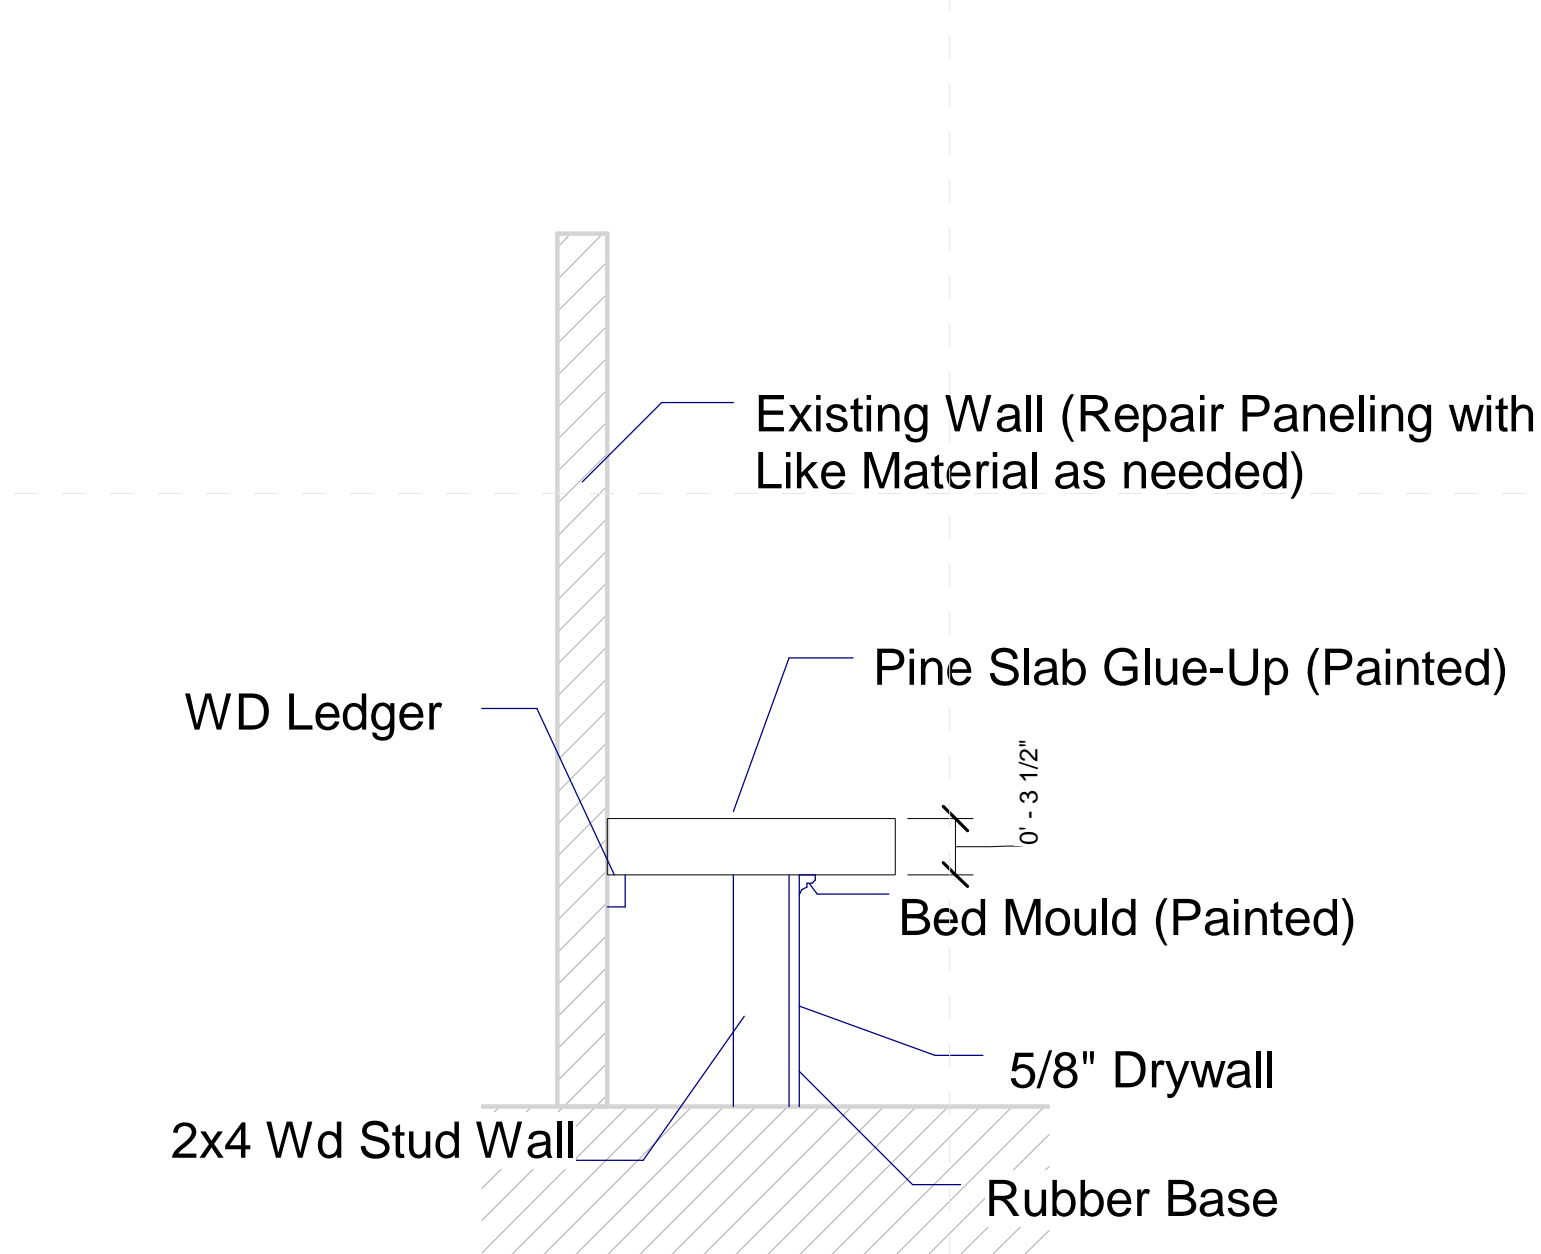 Existing Wall (Repair Paneling with
Like Material as needed)
Pine Slab Glue-Up (Painted)
WD Ledger
0' - 3 1/2"
Bed Mould (Painted)
5/8" Drywall
2x4 Wd Stud Wall
Rubber Base